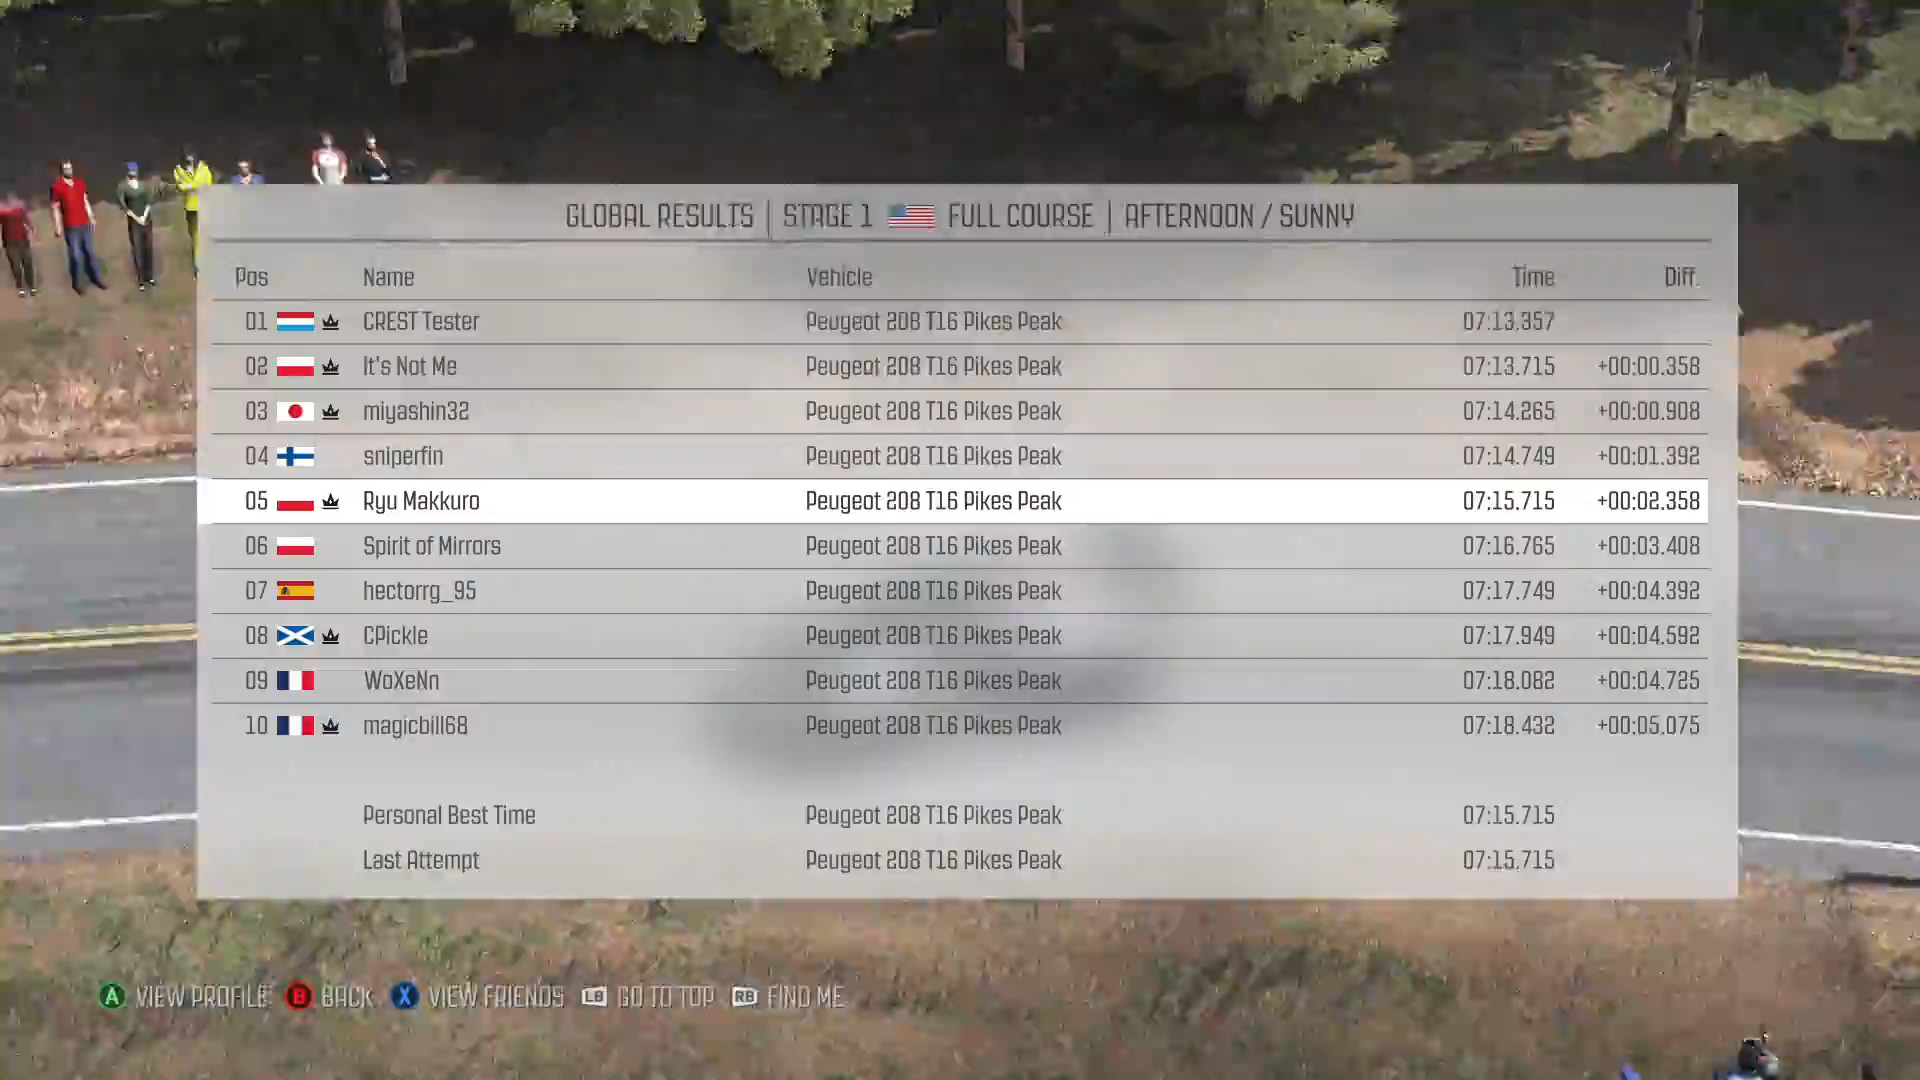 GLOBAL RESULTS | STAGE 1 FULL COURSE | AFTERNOON / SUNNY
Pos Name Vehicle Time Diff.
01 CREST Tester Peugeot 208 T16 Pikes Peak 07:13.357
02 It's Not Me Peugeot 208 T16 Pikes Peak 07:13.715 +00:00.358
03 miyashin32 Peugeot 208 T16 Pikes Peak 07:14.265 +00:00.908
04 sniperfin Peugeot 208 T16 Pikes Peak 07:14.749 +00:01.392
05 Ryu Makkuro Peugeot 208 T16 Pikes Peak 07:15.715 +00:02.358
06 Spirit of Mirrors Peugeot 208 T16 Pikes Peak 07:16.765 +00:03.408
07 hectorrg_95 Peugeot 208 T16 Pikes Peak 07:17.749 +00:04.392
08 CPickle Peugeot 208 T16 Pikes Peak 07:17.949 +00:04.592
09 WoXeNn Peugeot 208 T16 Pikes Peak 07:18.082 +00:04.725
10 magicbill68 Peugeot 208 T16 Pikes Peak 07:18.432 +00:05.075
Personal Best Time Peugeot 208 T16 Pikes Peak 07:15.715
Last Attempt Peugeot 208 T16 Pikes Peak 07:15.715
A VIEW PROFILE B BACK X VIEW FRIENDS LB GO TO TOP RB FIND ME